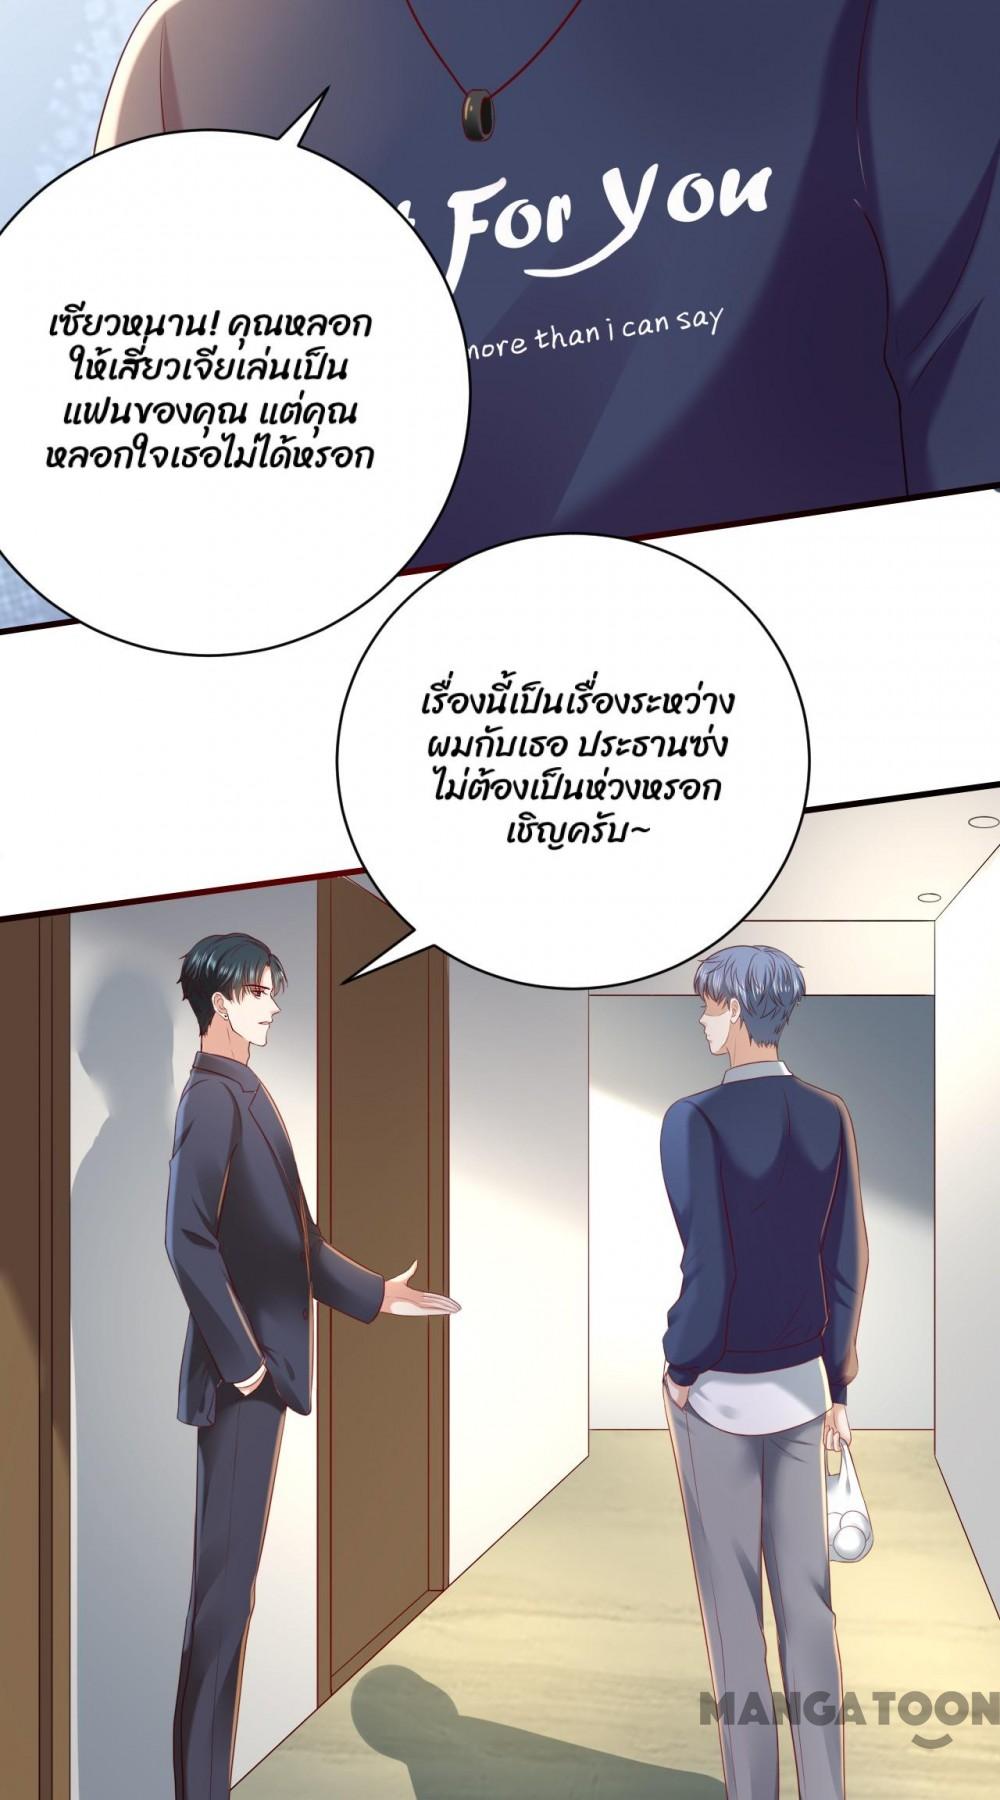 For You
more than i can say
เซียวหนาน! คุณหลอก
ให้เสี่ยวเจียเล่นเป็น
แฟนของคุณ แต่คุณ
หลอกใจเธอไม่ได้หรอก
เรื่องนี้เป็นเรื่องระหว่าง
ผมกับเธอ ประธานซ่ง
ไม่ต้องเป็นห่วงหรอก
เชิญครับ~
MANGATOON